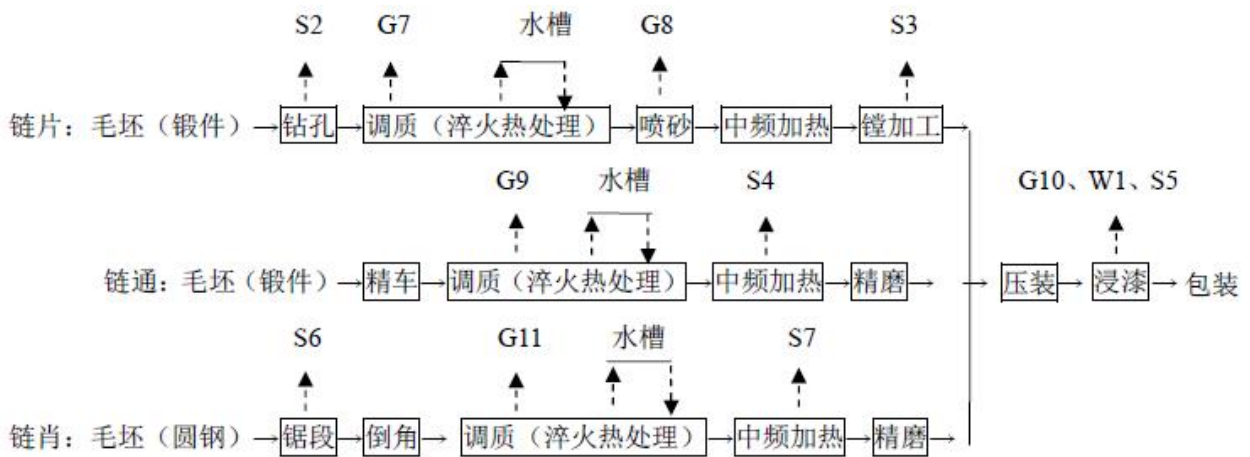 S2 G7 水槽 G8 S3
链片：毛坯（锻件） 钻孔 调质（淬火热处理） 喷砂 中频加热 镗加工
G9 水槽 S4 G10、W1、S5
链通：毛坯（锻件） 精车 调质（淬火热处理） 中频加热 精磨 压装 浸漆 包装
S6 G11 水槽 S7
链肖：毛坯（圆钢） 锯段 倒角 调质（淬火热处理） 中频加热 精磨